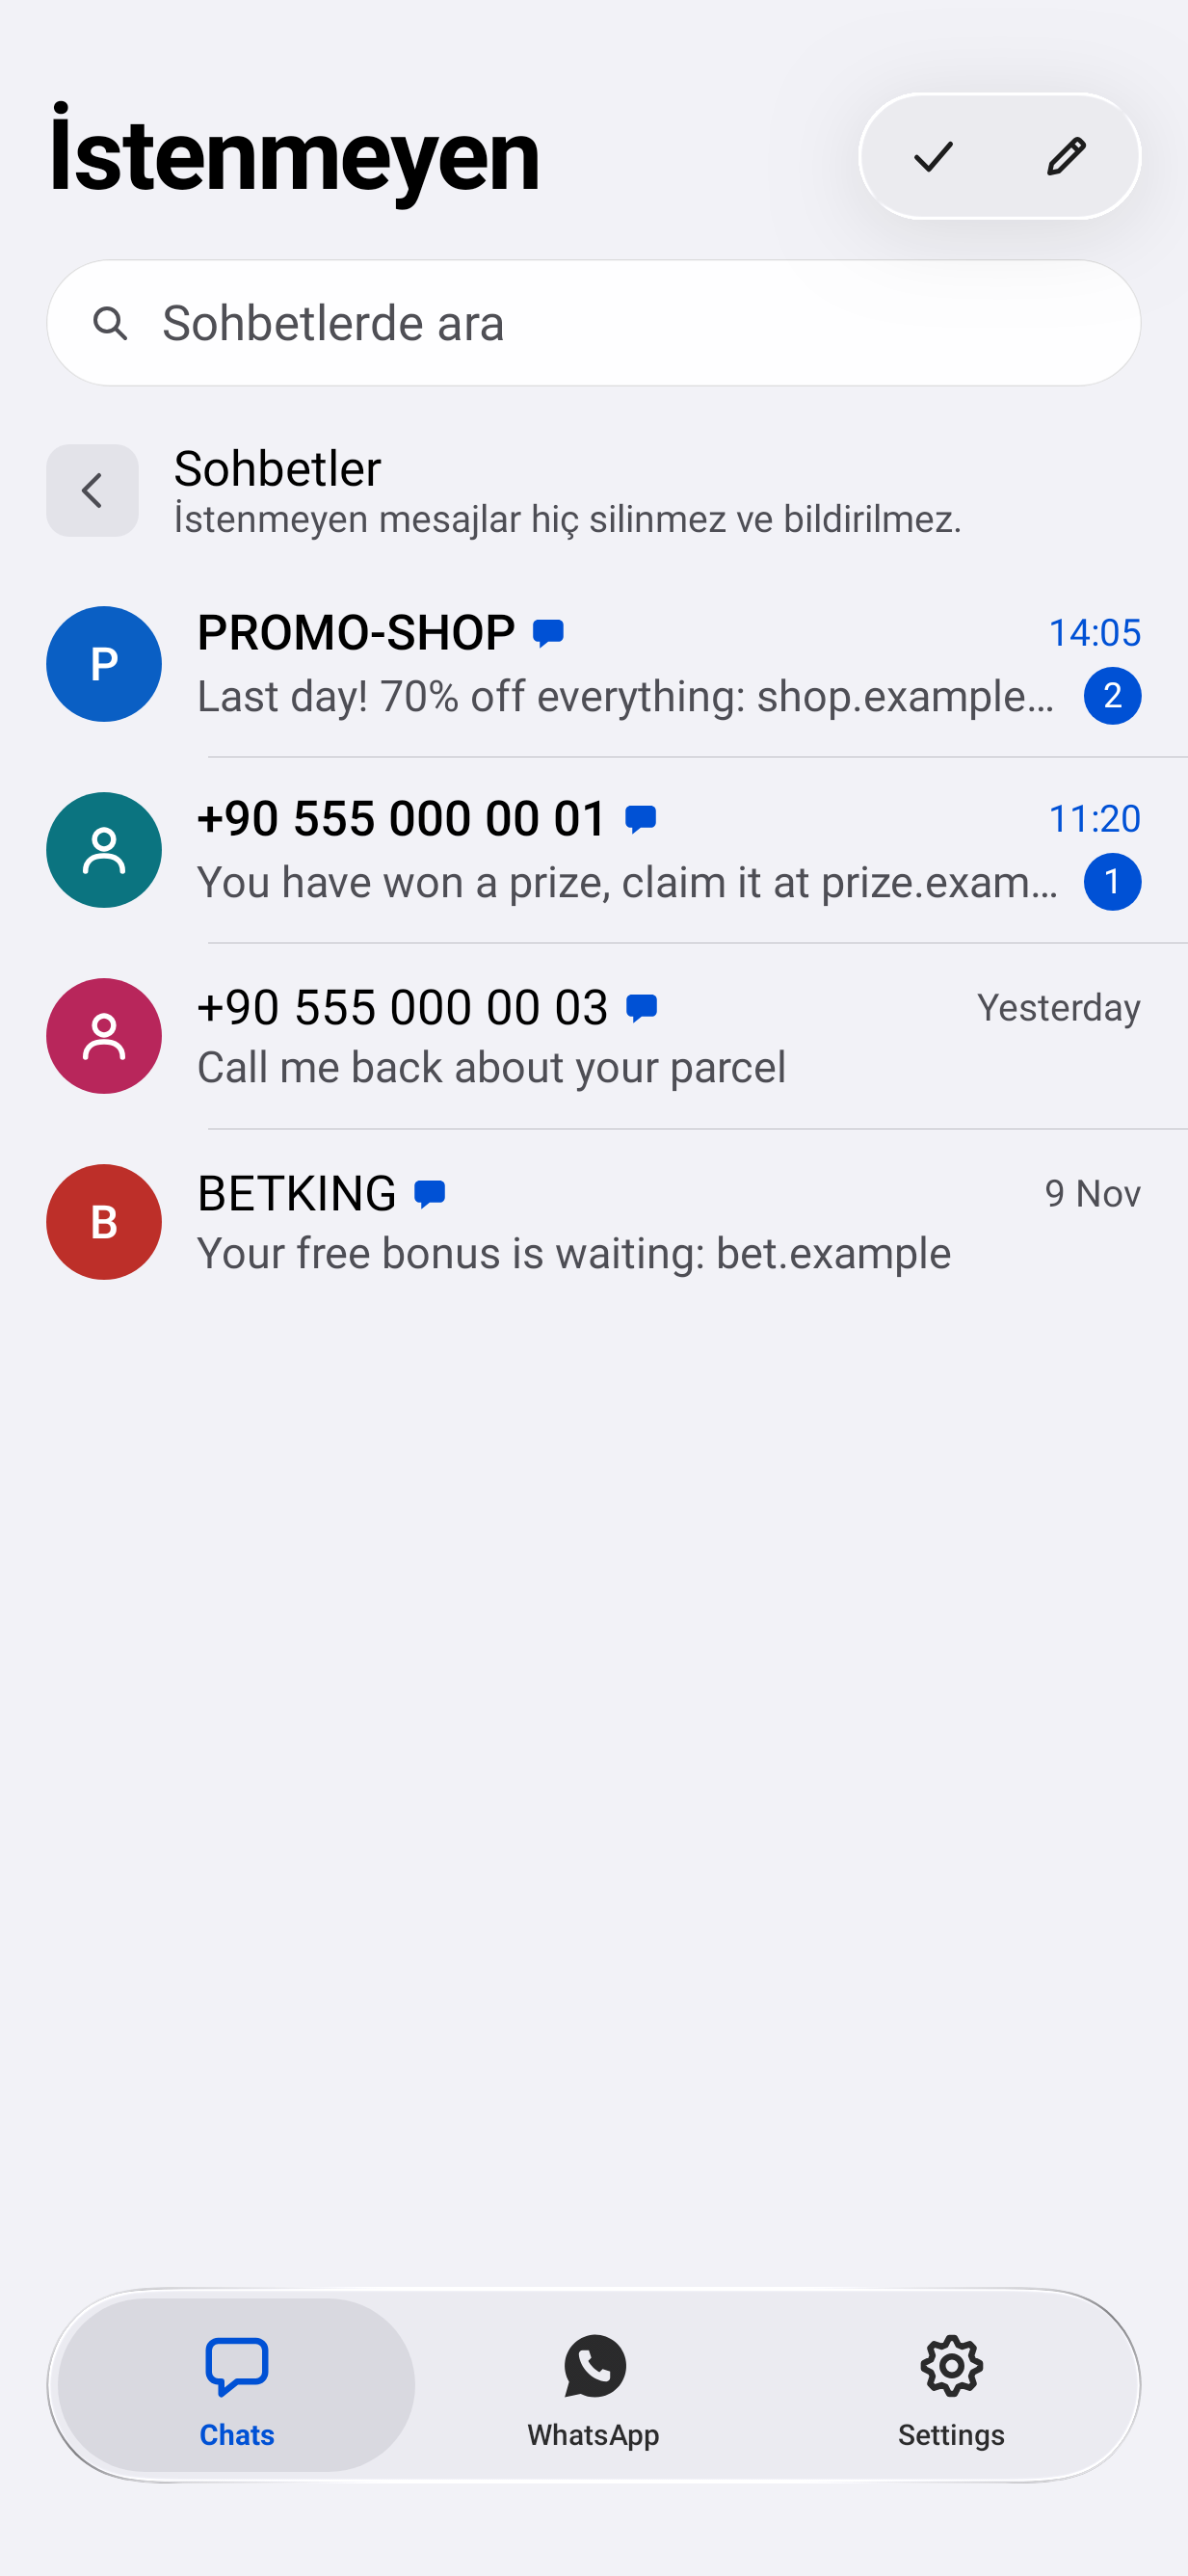 İstenmeyen
Sohbetlerde ara
Sohbetler
İstenmeyen mesajlar hiç silinmez ve bildirilmez.
P
PROMO-SHOP
14:05
Last day! 70% off everything: shop.example...
2
+90 555 000 00 01
11:20
You have won a prize, claim it at prize.exam...
1
+90 555 000 00 03
Yesterday
Call me back about your parcel
B
BETKING
9 Nov
Your free bonus is waiting: bet.example
Chats
WhatsApp
Settings